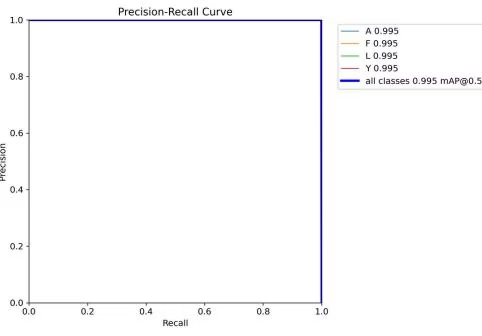 Precision-Recall Curve
1.0
0.8
0.6
0.4
0.2
0.0
Precision
0.0 0.2 0.4 0.6 0.8 1.0
Recall
A 0.995
F 0.995
L 0.995
Y 0.995
all classes 0.995 mAP@0.5